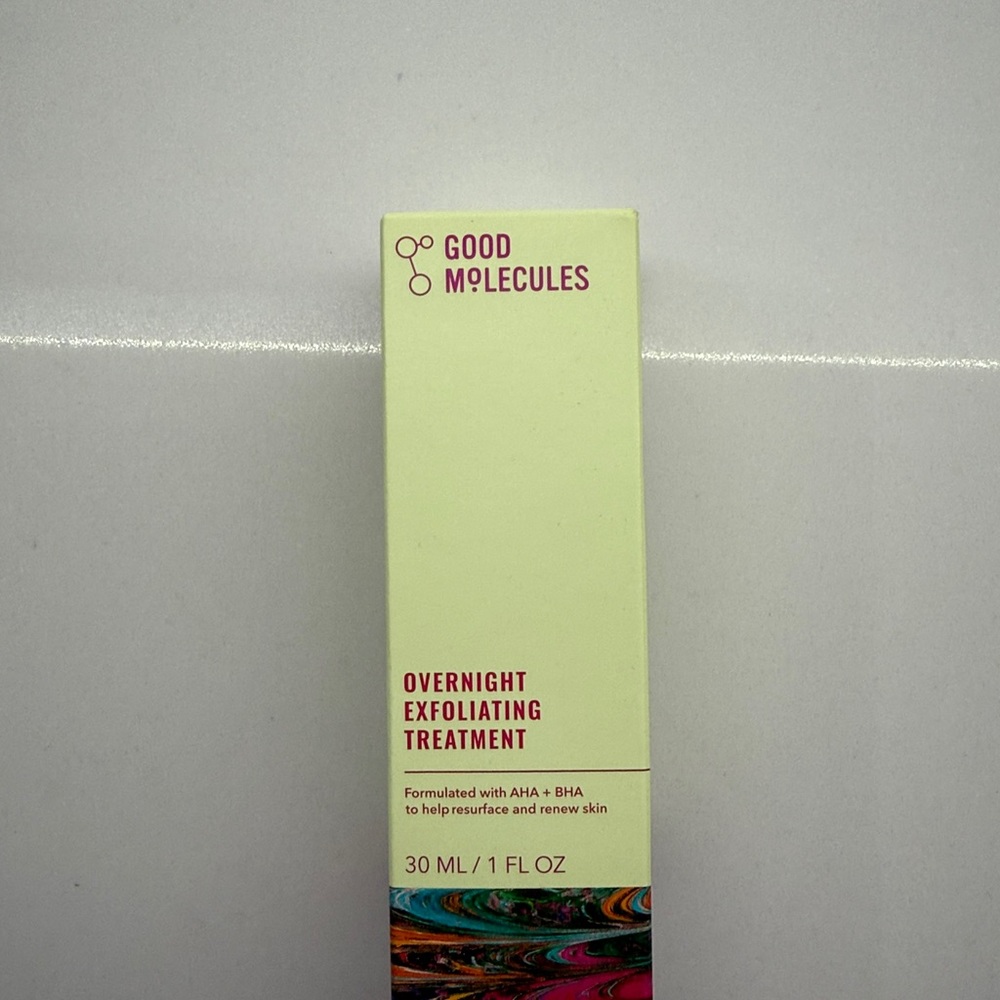 GOOD
MOLECULES
OVERNIGHT
EXFOLIATING
TREATMENT
Formulated with AHA + BHA
to help resurface and renew skin
30 ML / 1 FL OZ